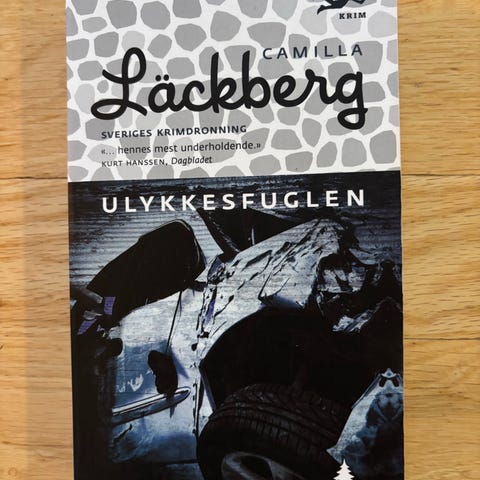 KRIM
CAMILLA
Läckberg
SVERIGES KRIMDRONNING
«... hennes mest underholdende.»
KURT HANSSEN, Dagbladet
ULYKKESFUGLEN